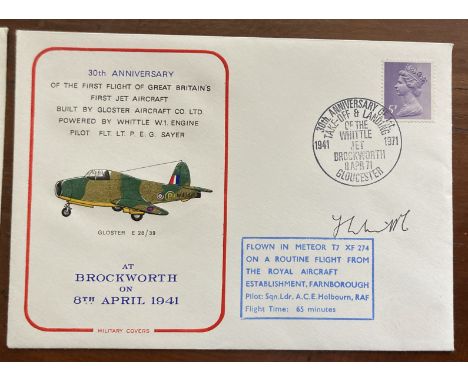 30th ANNIVERSARY
OF THE FIRST FLIGHT OF GREAT BRITAIN'S
FIRST JET AIRCRAFT
BUILT BY GLOSTER AIRCRAFT CO. LTD
POWERED BY WHITTLE W.1. ENGINE
PILOT FLT. LT. P. E. G. SAYER
GLOSTER E 28/39
AT
BROCKWORTH
ON
8TH APRIL 1941
MILITARY COVERS
30TH ANNIVERSARY OF
TAKE-OFF & LANDING
OF THE
1941 WHITTLE 1971
JET
BROCKWORTH
8 APR 71
GLOUCESTER
FLOWN IN METEOR T7 XF 274
ON A ROUTINE FLIGHT FROM
THE ROYAL AIRCRAFT
ESTABLISHMENT, FARNBOROUGH
Pilot: Sqn.Ldr. A.C.E.Holbourn, RAF
Flight Time: 65 minutes